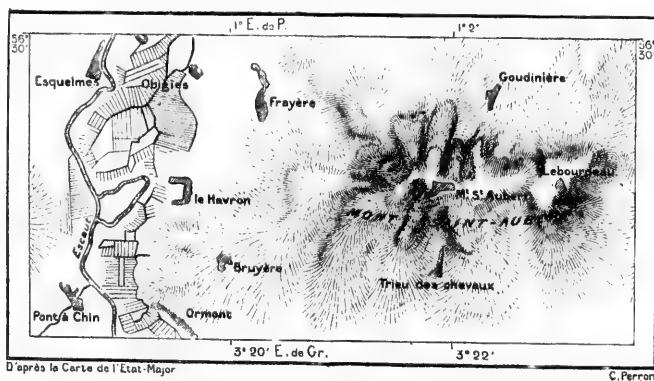 1° E. de P.
1° 2'
56°
30'
56°
30'
Esquelmes
Obigies
Frayère
Goudinière
Lebourdeau
Mt St Aubert
le Havron
MONT SAINT-AUBERT
Escaut
Bruyère
Trieu des chevaux
Pont à Chin
Ormont
3° 20' E. de Gr.
3° 22'
D'après la Carte de l'Etat-Major
C. Perron